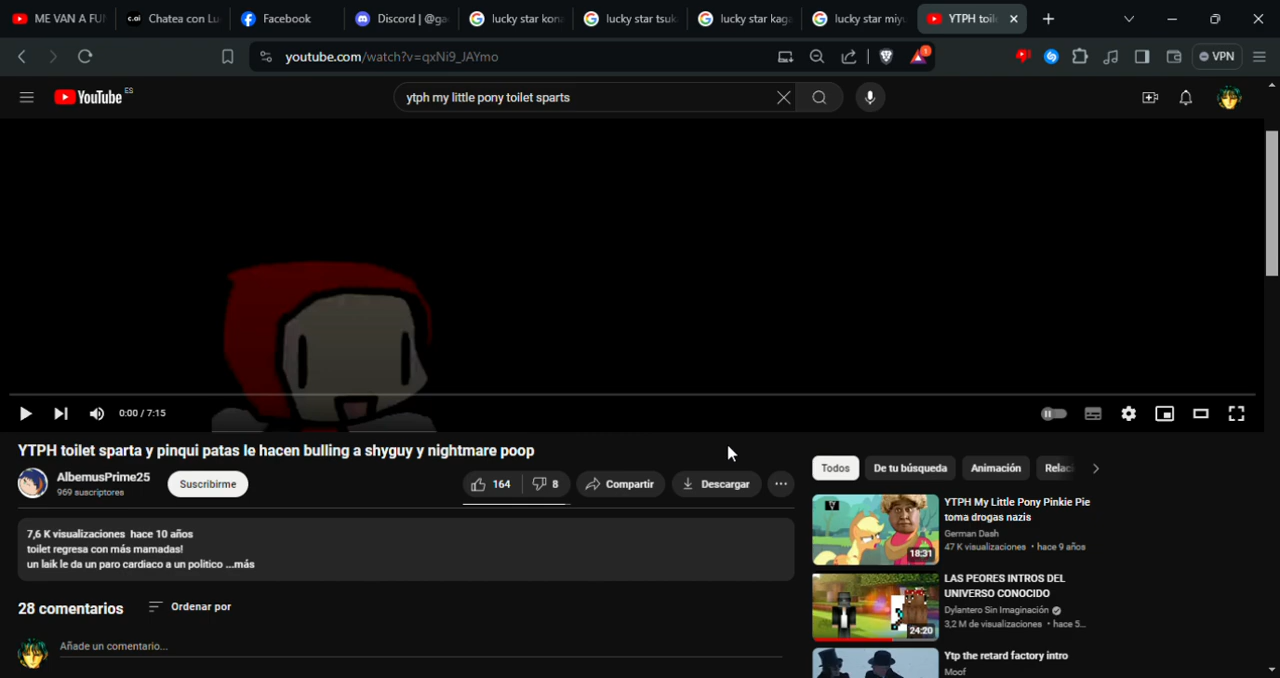 ME VAN A FUN
Chatea con Lu
Facebook
Discord | @ga
lucky star kon
lucky star tsuk
lucky star kaga
lucky star miyu
YTPH toil
youtube.com/watch?v=qxNi9_JAYmo
VPN
YouTube ES
ytph my little pony toilet sparts
0:00 / 7:15
YTPH toilet sparta y pinqui patas le hacen bulling a shyguy y nightmare poop
AlbemusPrime25
969 suscriptores
Suscribirme
164
8
Compartir
Descargar
7,6 K visualizaciones hace 10 años
toilet regresa con más mamadas!
un laik le da un paro cardiaco a un politico ...más
28 comentarios
Ordenar por
Añade un comentario...
Todos
De tu búsqueda
Animación
Relac
YTPH My Little Pony Pinkie Pie
toma drogas nazis
German Dash
47 K visualizaciones • hace 9 años
18:31
LAS PEORES INTROS DEL
UNIVERSO CONOCIDO
Dylantero Sin Imaginación
3,2 M de visualizaciones • hace 5...
24:20
Ytp the retard factory intro
Moof